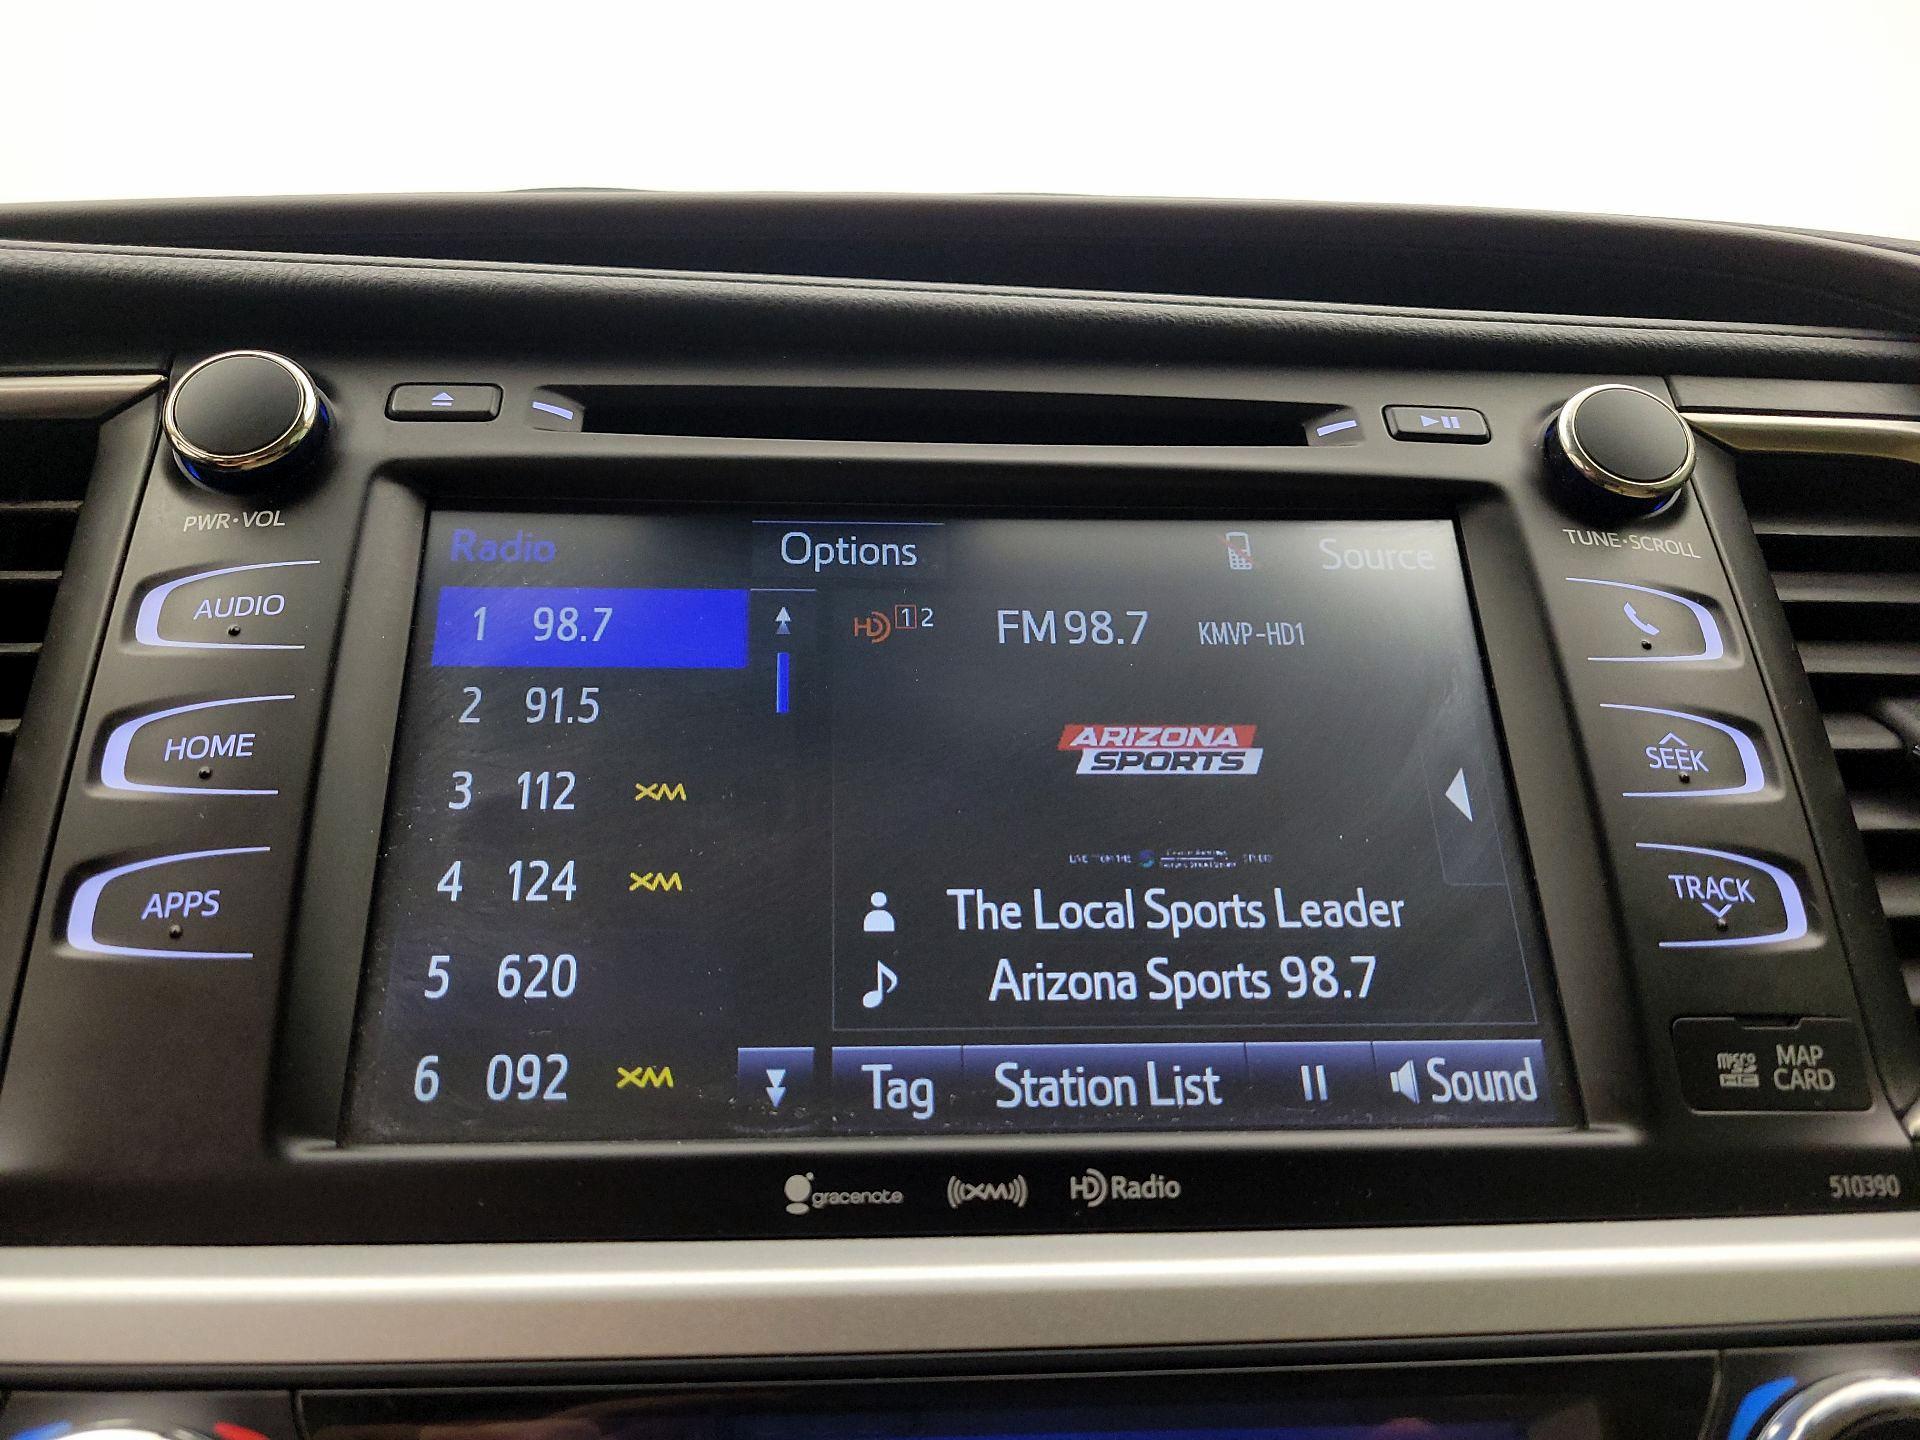 PWR•VOL
TUNE•SCROLL
AUDIO
HOME
APPS
Radio
Options
Source
1 98.7
2 91.5
3 112 XM
4 124 XM
5 620
6 092 XM
HD 1 2
FM 98.7 KMVP-HD1
ARIZONA
SPORTS
The Local Sports Leader
Arizona Sports 98.7
Tag
Station List
Sound
SEEK
TRACK
micro
MAP
CARD
gracenote
((XM))
HD Radio
510390